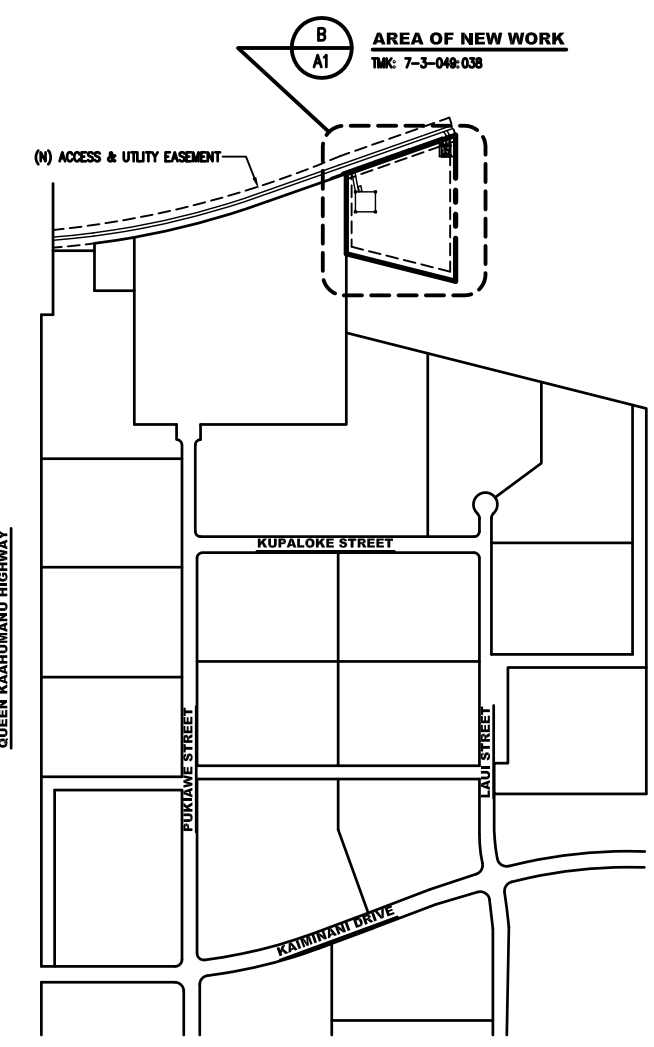 B
A1
AREA OF NEW WORK
TMK: 7-3-049:038
(N) ACCESS & UTILITY EASEMENT
KUPALOKE STREET
QUEEN KAAHUMANU HIGHWAY
PUKIAWE STREET
LAUI STREET
KAIMINANI DRIVE